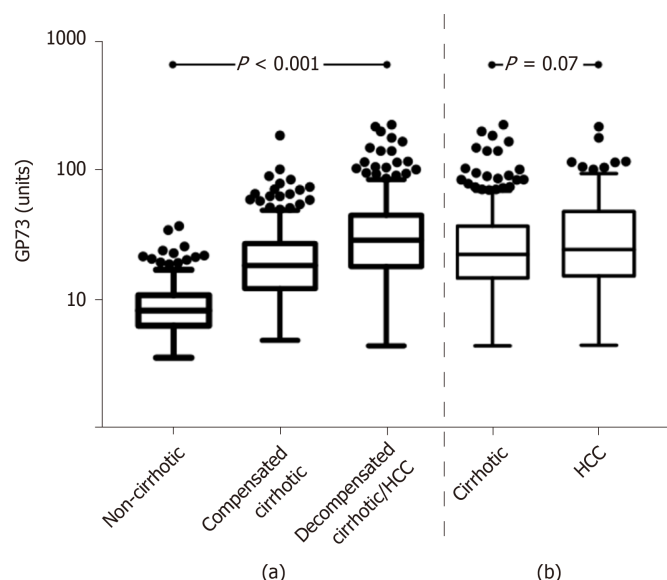 1000
100
10
GP73 (units)
P < 0.001
P = 0.07
Non-cirrhotic
Compensated
cirrhotic
Decompensated
cirrhotic/HCC
Cirrhotic
HCC
(a)
(b)